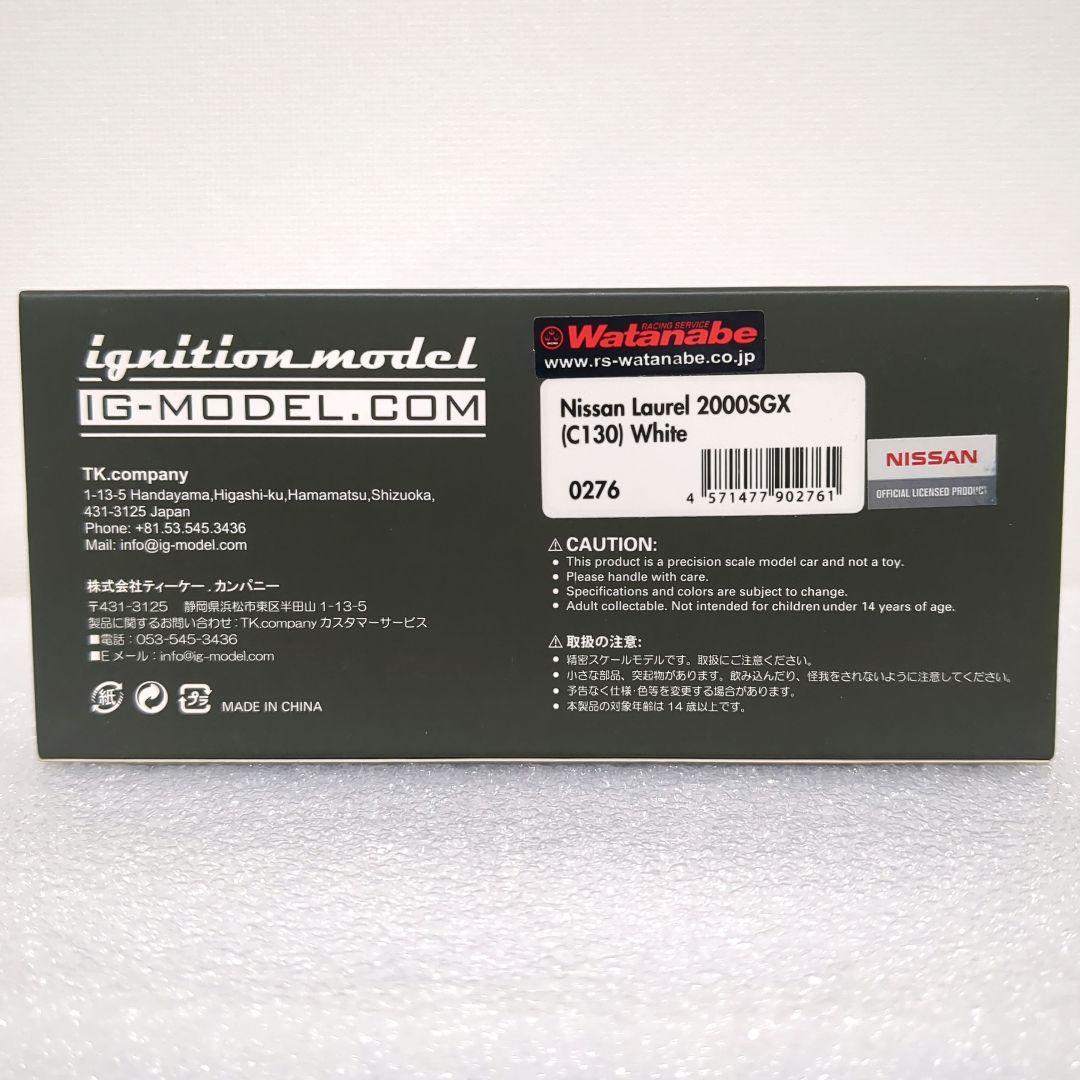 ignition model
IG-MODEL.COM
TK.company
1-13-5 Handayama,Higashi-ku,Hamamatsu,Shizuoka,
431-3125 Japan
Phone: +81.53.545.3436
Mail: info@ig-model.com
株式会社ティーケー.カンパニー
〒431-3125 静岡県浜松市東区半田山1-13-5
製品に関するお問い合わせ:TK.company カスタマーサービス
■電話:053-545-3436
■Eメール:info@ig-model.com
紙 プラ MADE IN CHINA
RACING SERVICE
Watanabe
www.rs-watanabe.co.jp
Nissan Laurel 2000SGX
(C130) White
0276
4 571477 902761
NISSAN
OFFICIAL LICENSED PRODUCT
⚠ CAUTION:
• This product is a precision scale model car and not a toy.
• Please handle with care.
• Specifications and colors are subject to change.
• Adult collectable. Not intended for children under 14 years of age.
⚠ 取扱の注意:
• 精密スケールモデルです。取扱にご注意ください。
• 小さな部品、突起物があります。飲み込んだり、怪我をされないように注意してください。
• 予告なく仕様・色等を変更する場合があります。
• 本製品の対象年齢は14歳以上です。